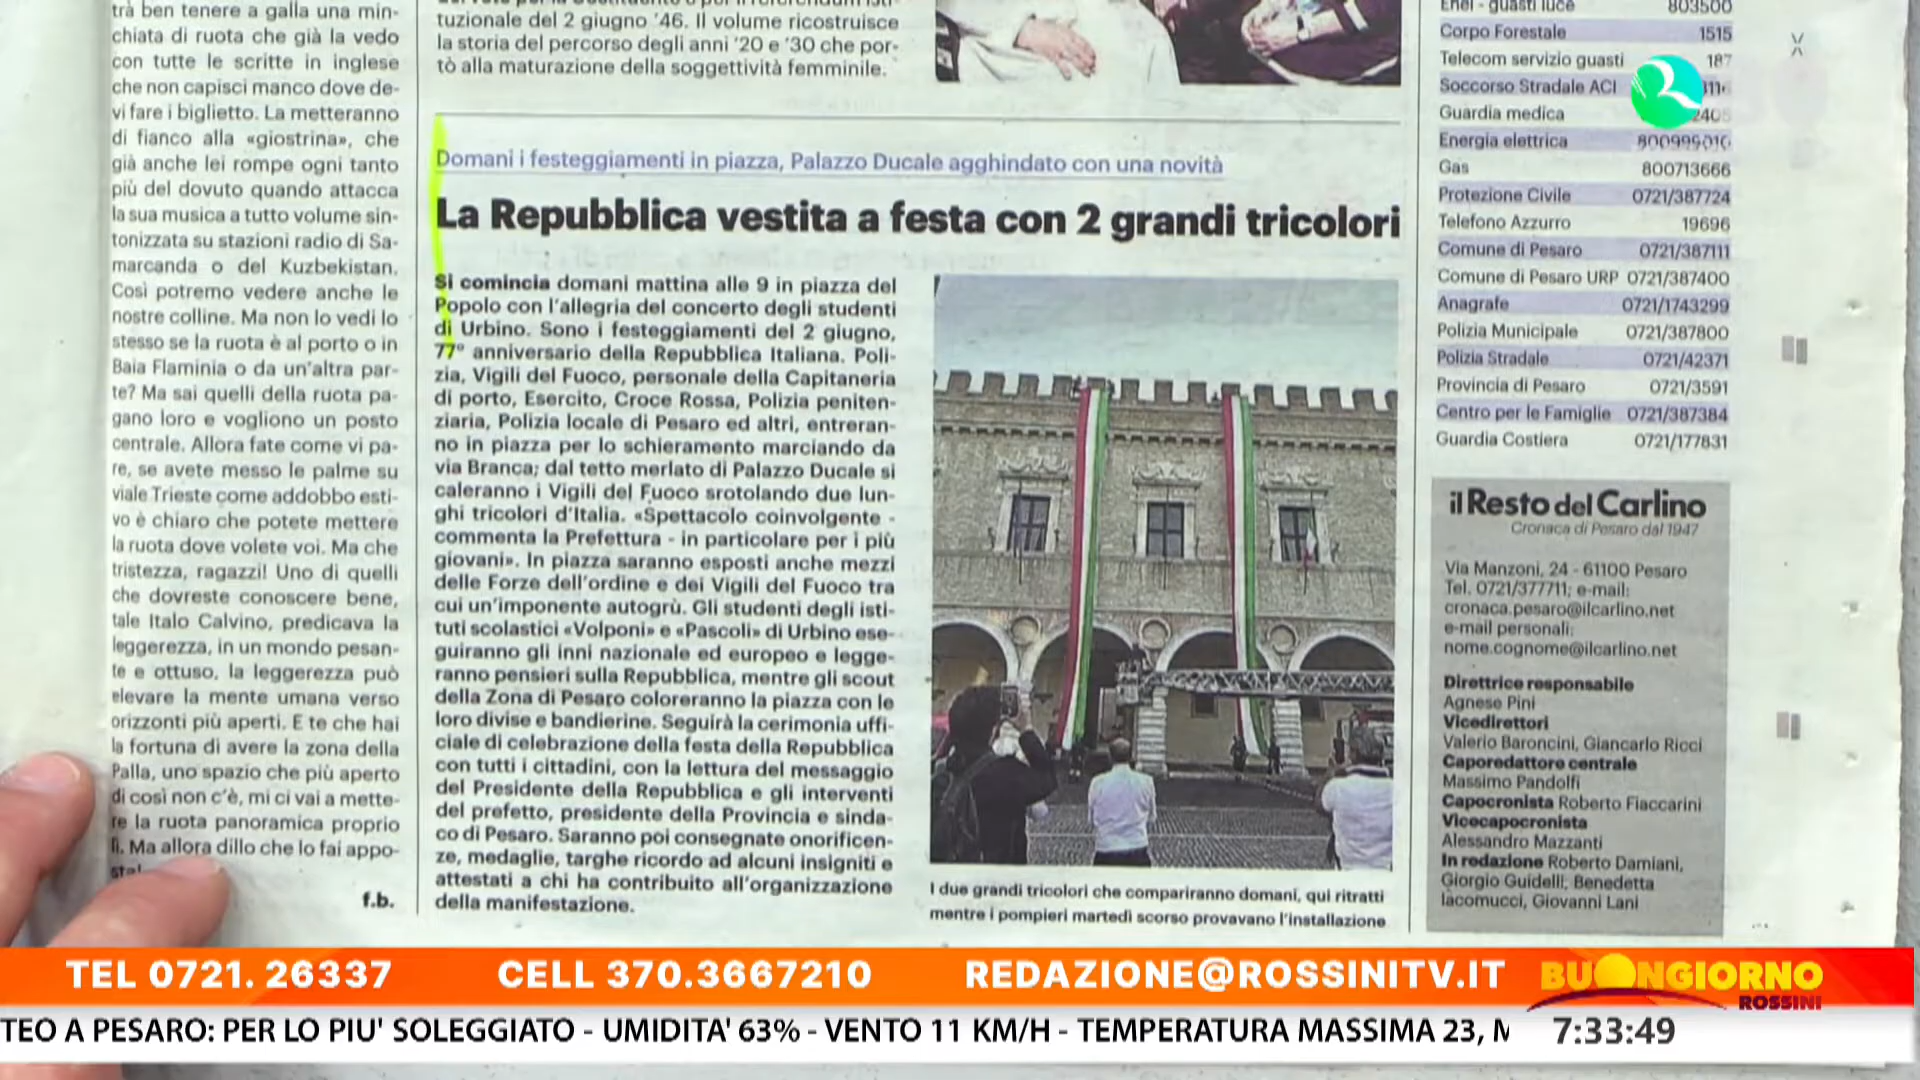 trà ben tenere a galla una min-
chiata di ruota che già la vedo
con tutte le scritte in inglese
che non capisci manco dove de-
vi fare i biglietto. La metteranno
di fianco alla «giostrina», che
già anche lei rompe ogni tanto
più del dovuto quando attacca
la sua musica a tutto volume sin-
tonizzata su stazioni radio di Sa-
marcanda o del Kuzbekistan.
Così potremo vedere anche le
nostre colline. Ma non lo vedi lo
stesso se la ruota è al porto o in
Baia Flaminia o da un'altra par-
te? Ma sai quelli della ruota pa-
gano loro e vogliono un posto
centrale. Allora fate come vi pa-
re, se avete messo le palme su
viale Trieste come addobbo esti-
vo è chiaro che potete mettere
la ruota dove volete voi. Ma che
tristezza, ragazzi! Uno di quelli
che dovreste conoscere bene,
tale Italo Calvino, predicava la
leggerezza, in un mondo pesan-
te e ottuso, la leggerezza può
elevare la mente umana verso
orizzonti più aperti. E te che hai
la fortuna di avere la zona della
Palla, uno spazio che più aperto
di così non c'è, mi ci vai a mette-
re la ruota panoramica proprio
lì. Ma allora dillo che lo fai appo-
sta!
f.b.
tuzionale del 2 giugno '46. Il volume ricostruisce
la storia del percorso degli anni '20 e '30 che por-
tò alla maturazione della soggettività femminile.
Domani i festeggiamenti in piazza, Palazzo Ducale agghindato con una novità
La Repubblica vestita a festa con 2 grandi tricolori
Si comincia domani mattina alle 9 in piazza del
Popolo con l'allegria del concerto degli studenti
di Urbino. Sono i festeggiamenti del 2 giugno,
77° anniversario della Repubblica Italiana. Poli-
zia, Vigili del Fuoco, personale della Capitaneria
di porto, Esercito, Croce Rossa, Polizia peniten-
ziaria, Polizia locale di Pesaro ed altri, entreran-
no in piazza per lo schieramento marciando da
via Branca; dal tetto merlato di Palazzo Ducale si
caleranno i Vigili del Fuoco srotolando due lun-
ghi tricolori d'Italia. «Spettacolo coinvolgente -
commenta la Prefettura - in particolare per i più
giovani». In piazza saranno esposti anche mezzi
delle Forze dell'ordine e dei Vigili del Fuoco tra
cui un'imponente autogrù. Gli studenti degli isti-
tuti scolastici «Volponi» e «Pascoli» di Urbino ese-
guiranno gli inni nazionale ed europeo e legge-
ranno pensieri sulla Repubblica, mentre gli scout
della Zona di Pesaro coloreranno la piazza con le
loro divise e bandierine. Seguirà la cerimonia uffi-
ciale di celebrazione della festa della Repubblica
con tutti i cittadini, con la lettura del messaggio
del Presidente della Repubblica e gli interventi
del prefetto, presidente della Provincia e sinda-
co di Pesaro. Saranno poi consegnate onorificen-
ze, medaglie, targhe ricordo ad alcuni insigniti e
attestati a chi ha contribuito all'organizzazione
della manifestazione.
I due grandi tricolori che compariranno domani, qui ritratti
mentre i pompieri martedì scorso provavano l'installazione
Enel - guasti luce 803500
Corpo Forestale 1515
Telecom servizio guasti 187
Soccorso Stradale ACI
Guardia medica
Energia elettrica
Gas 800713666
Protezione Civile 0721/387724
Telefono Azzurro 19696
Comune di Pesaro 0721/387111
Comune di Pesaro URP 0721/387400
Anagrafe 0721/1743299
Polizia Municipale 0721/387800
Polizia Stradale 0721/42371
Provincia di Pesaro 0721/3591
Centro per le Famiglie 0721/387384
Guardia Costiera 0721/177831
il Resto del Carlino
Cronaca di Pesaro dal 1947
Via Manzoni, 24 - 61100 Pesaro
Tel. 0721/377711; e-mail:
cronaca.pesaro@ilcarlino.net
e-mail personali:
nome.cognome@ilcarlino.net
Direttrice responsabile
Agnese Pini
Vicedirettori
Valerio Baroncini, Giancarlo Ricci
Caporedattore centrale
Massimo Pandolfi
Capocronista Roberto Fiaccarini
Vicecapocronista
Alessandro Mazzanti
In redazione Roberto Damiani,
Giorgio Guidelli, Benedetta
Iacomucci, Giovanni Lani
TEL 0721. 26337 CELL 370.3667210 REDAZIONE@ROSSINITV.IT BUONGIORNO
ROSSINI
TEO A PESARO: PER LO PIU' SOLEGGIATO - UMIDITA' 63% - VENTO 11 KM/H - TEMPERATURA MASSIMA 23, 7:33:49